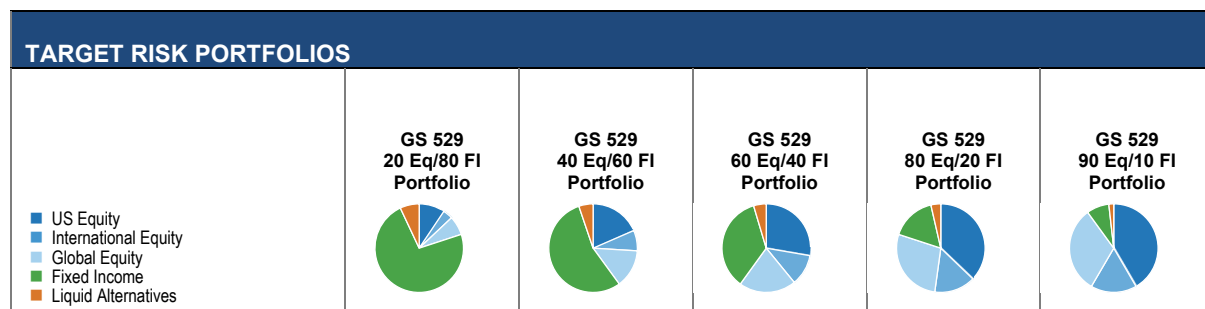 TARGET RISK PORTFOLIOS
GS 529
20 Eq/80 FI
Portfolio
GS 529
40 Eq/60 FI
Portfolio
GS 529
60 Eq/40 FI
Portfolio
GS 529
80 Eq/20 FI
Portfolio
GS 529
90 Eq/10 FI
Portfolio
US Equity
International Equity
Global Equity
Fixed Income
Liquid Alternatives